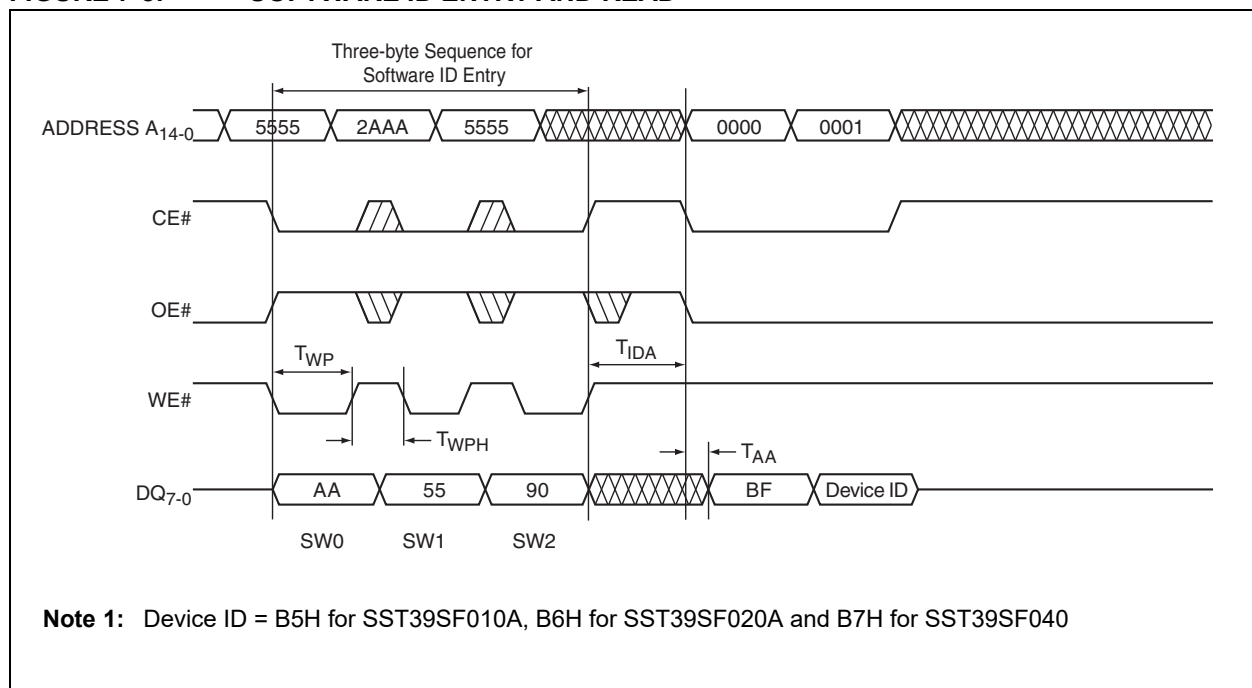 Three-byte Sequence for
Software ID Entry
ADDRESS A14-0
5555 2AAA 5555 0000 0001
CE#
OE#
TWP TIDA
WE#
TWPH
TAA
DQ7-0
AA 55 90 BF Device ID
SW0 SW1 SW2
Note 1: Device ID = B5H for SST39SF010A, B6H for SST39SF020A and B7H for SST39SF040